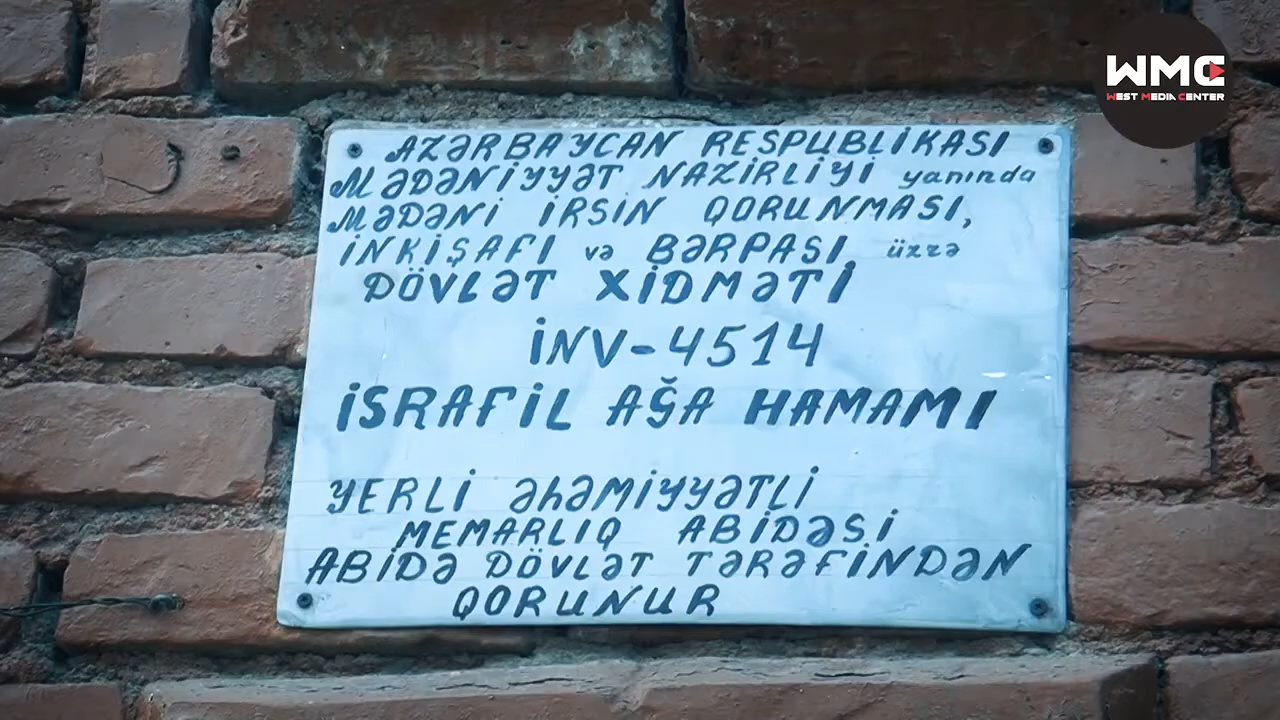 WMC
WEST MEDIA CENTER
AZƏRBAYCAN RESPUBLİKASI
MƏDƏNİYYƏT NAZİRLİYİ yanında
MƏDƏNİ İRSİN QORUNMASI,
İNKİŞAFI və BƏRPASI üzrə
DÖVLƏT XİDMƏTİ
İNV-4514
İSRAFİL AĞA HAMAMI
YERLİ ƏhƏMİYYƏTLİ
MEMARLIQ ABİDƏSİ
ABİDƏ DÖVLƏT TƏRƏFİNDƏN
QORUNUR